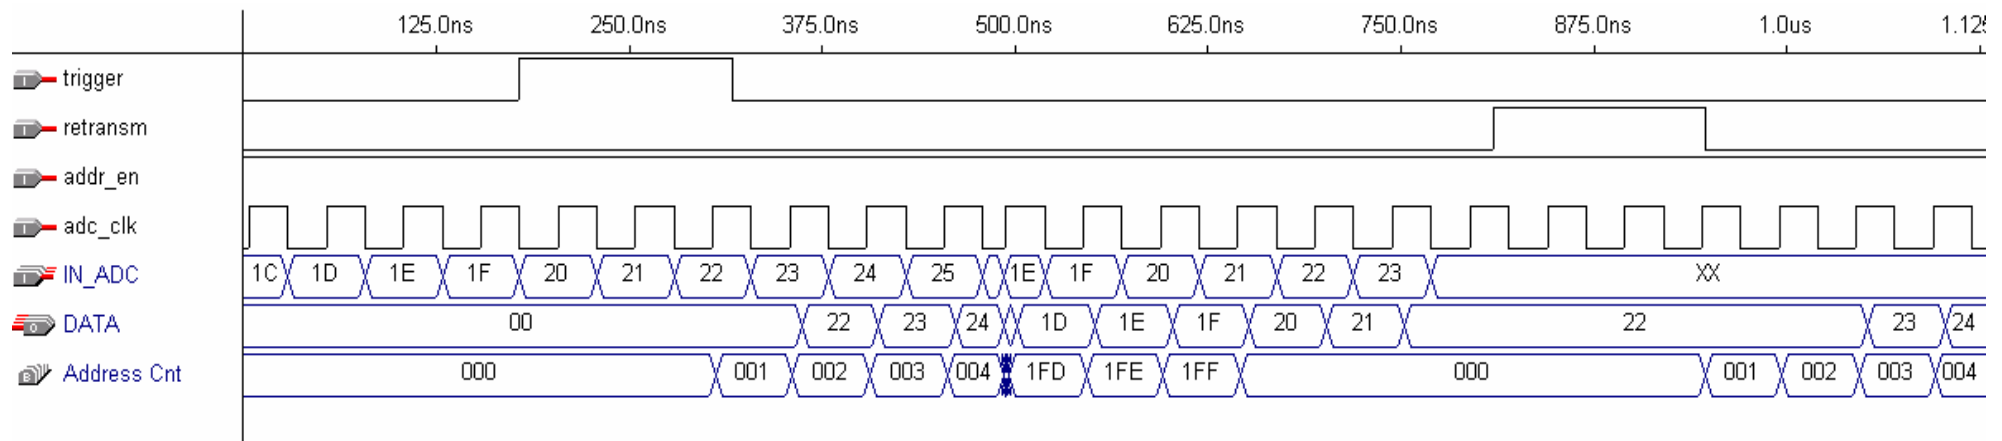 125.0ns 250.0ns 375.0ns 500.0ns 625.0ns 750.0ns 875.0ns 1.0us 1.125
trigger
retransm
addr_en
adc_clk
IN_ADC 1C 1D 1E 1F 20 21 22 23 24 25 1E 1F 20 21 22 23 XX
DATA 00 22 23 24 1D 1E 1F 20 21 22 23 24
Address Cnt 000 001 002 003 004 1FD 1FE 1FF 000 001 002 003 004